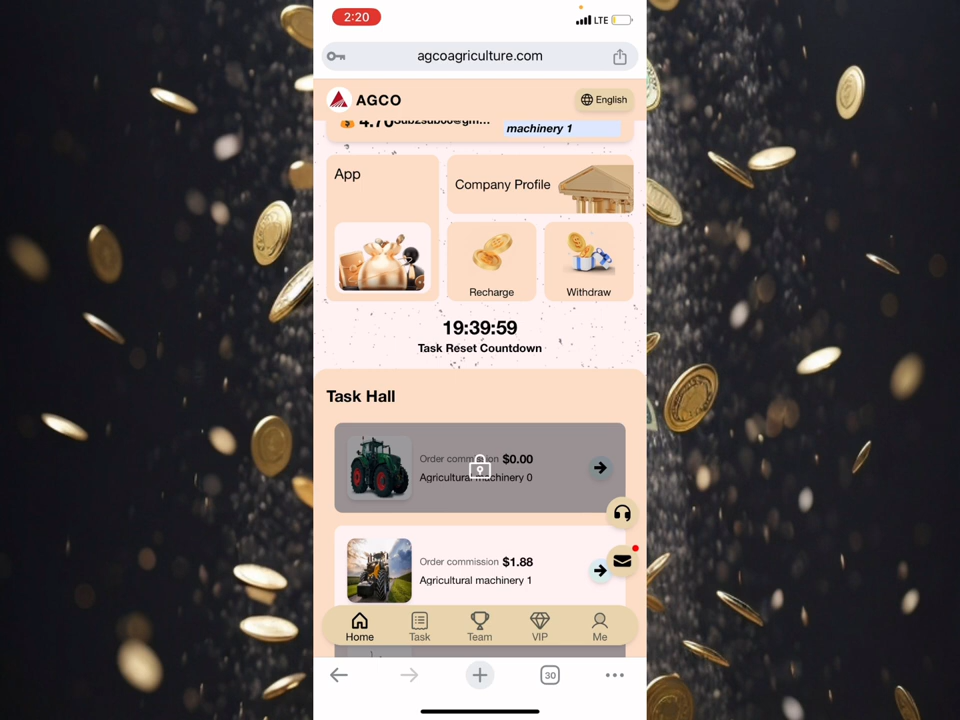 2:20
LTE
agcoagriculture.com
AGCO
English
machinery 1
App
Company Profile
Recharge
Withdraw
19:39:59
Task Reset Countdown
Task Hall
Order commission $0.00
Agricultural machinery 0
Order commission $1.88
Agricultural machinery 1
Home
Task
Team
VIP
Me
30